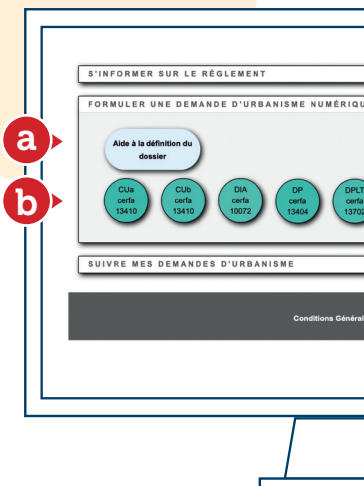 S'INFORMER SUR LE RÈGLEMENT
FORMULER UNE DEMANDE D'URBANISME NUMÉRIQU
a
Aide à la définition du
dossier
b
CUa
cerfa
13410
CUb
cerfa
13410
DIA
cerfa
10072
DP
cerfa
13404
DPLT
cerfa
13702
SUIVRE MES DEMANDES D'URBANISME
Conditions Général